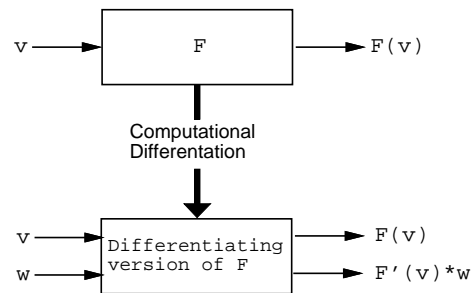 v
F
F(v)
Computational
Differentation
v
Differentiating
F(v)
w
version of F
F'(v)*w